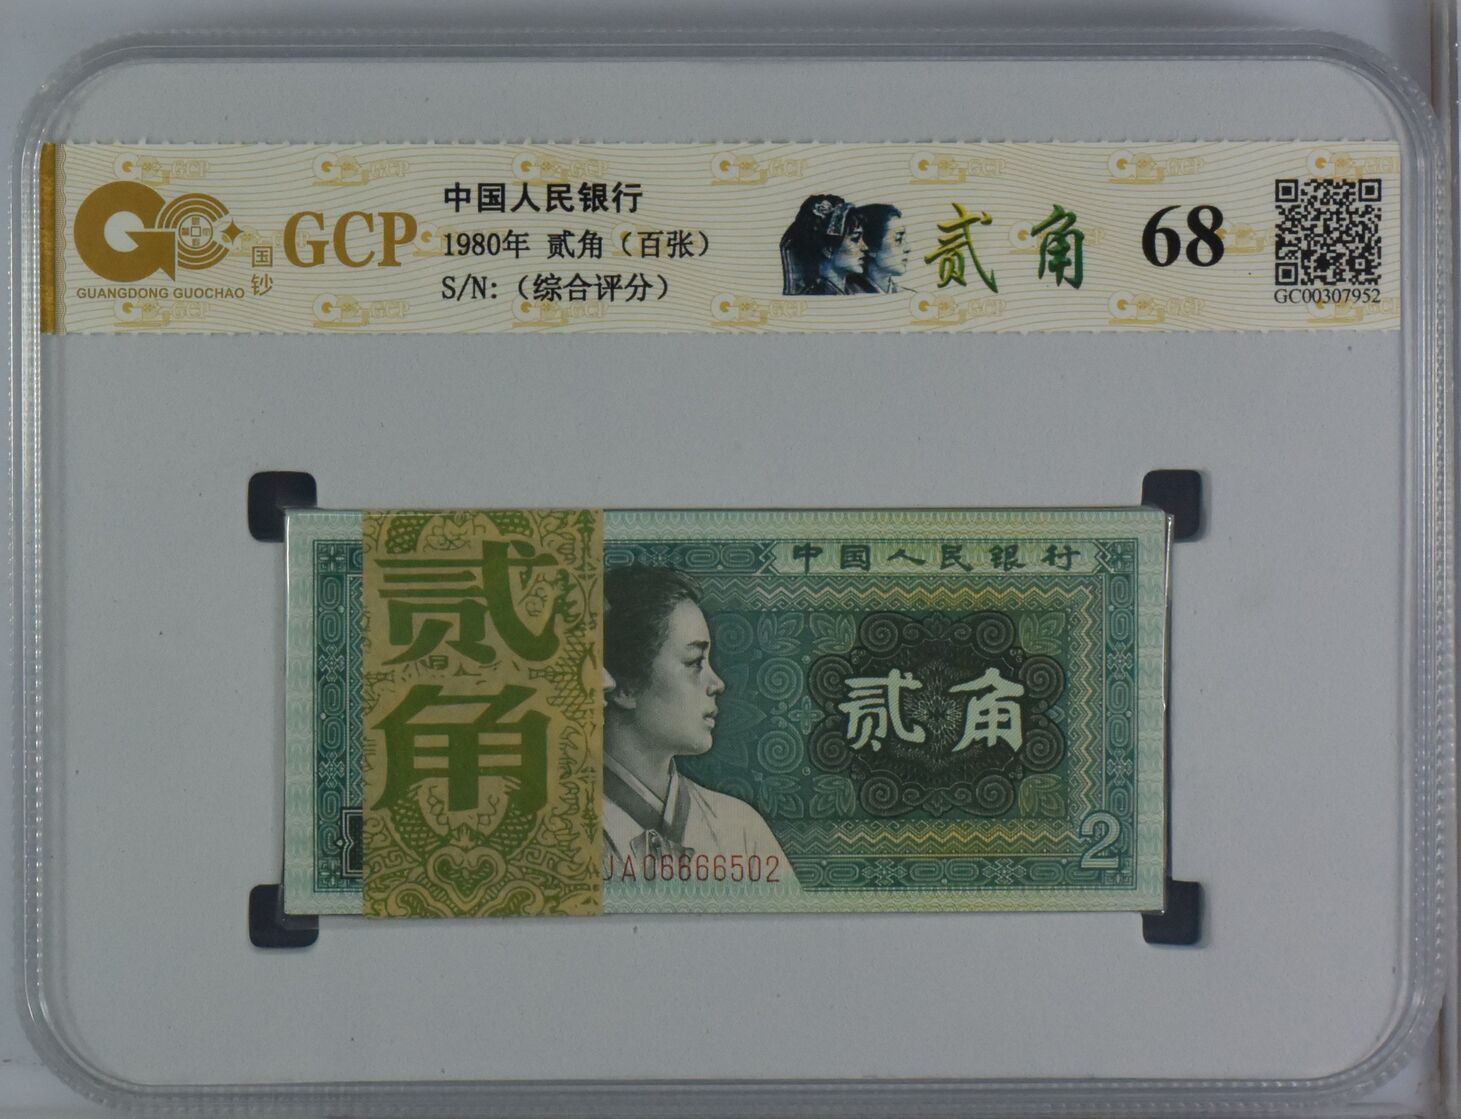 国钞
GUANGDONG GUOCHAO
GCP
中国人民银行
1980年 贰角（百张）
S/N:（综合评分）
贰角
68
GC00307952
贰角
中国人民银行
贰角
JA06666502
2